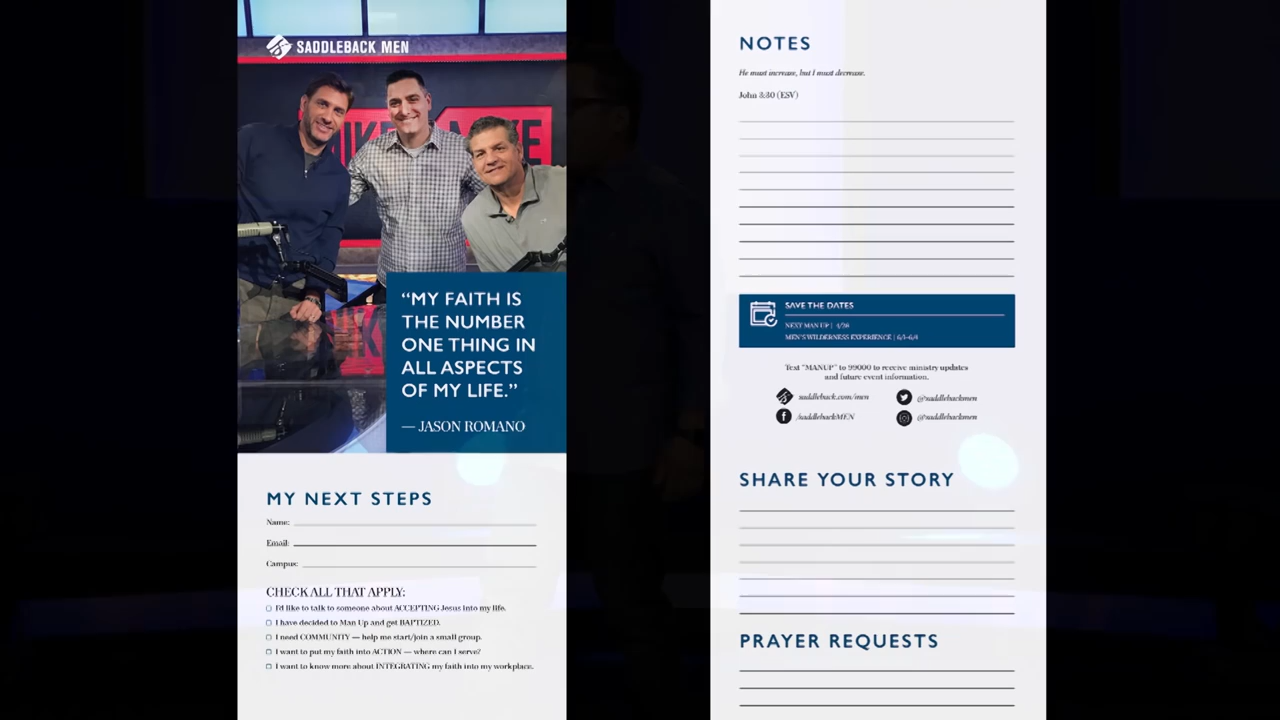 SADDLEBACK MEN
“MY FAITH IS
THE NUMBER
ONE THING IN
ALL ASPECTS
OF MY LIFE.”
— JASON ROMANO
MY NEXT STEPS
Name:
Email:
Campus:
CHECK ALL THAT APPLY:
I'd like to talk to someone about ACCEPTING Jesus into my life.
I have decided to Man Up and get BAPTIZED.
I need COMMUNITY — help me start/join a small group.
I want to put my faith into ACTION — where can I serve?
I want to know more about INTEGRATING my faith into my workplace.
NOTES
He must increase, but I must decrease.
John 3:30 (ESV)
SAVE THE DATES
NEXT MAN UP | 4/28
MEN'S WILDERNESS EXPERIENCE |
Text "MANUP" to 99000 to receive ministry updates
and future event information.
saddleback.com/men
@saddlebackmen
/saddlebackMEN
@saddlebackmen
SHARE YOUR STORY
PRAYER REQUESTS